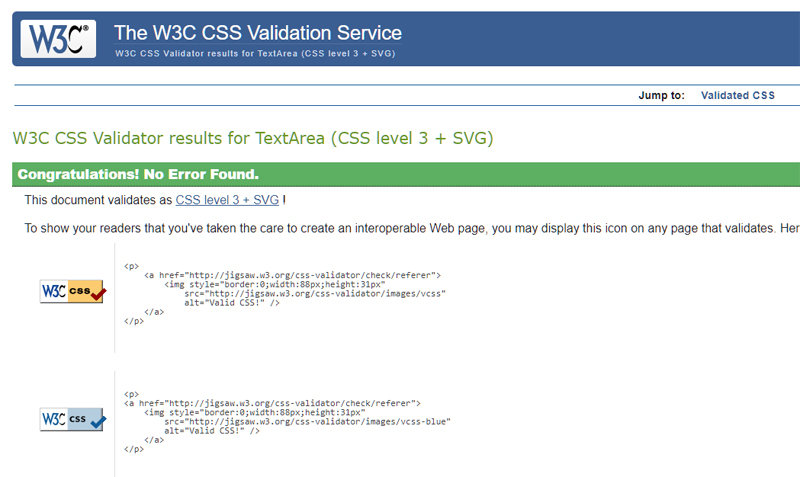 W3C® The W3C CSS Validation Service
W3C CSS Validator results for TextArea (CSS level 3 + SVG)
Jump to: Validated CSS
W3C CSS Validator results for TextArea (CSS level 3 + SVG)
Congratulations! No Error Found.
This document validates as CSS level 3 + SVG !
To show your readers that you've taken the care to create an interoperable Web page, you may display this icon on any page that validates. Her
<p>
<a href="http://jigsaw.w3.org/css-validator/check/referer">
<img style="border:0;width:88px;height:31px"
W3C css
src="http://jigsaw.w3.org/css-validator/images/vcss"
alt="Valid CSS!" />
</a>
</p>
<p>
<a href="http://jigsaw.w3.org/css-validator/check/referer">
<img style="border:0;width:88px;height:31px"
W3C css
src="http://jigsaw.w3.org/css-validator/images/vcss-blue"
alt="Valid CSS!" />
</a>
</p>